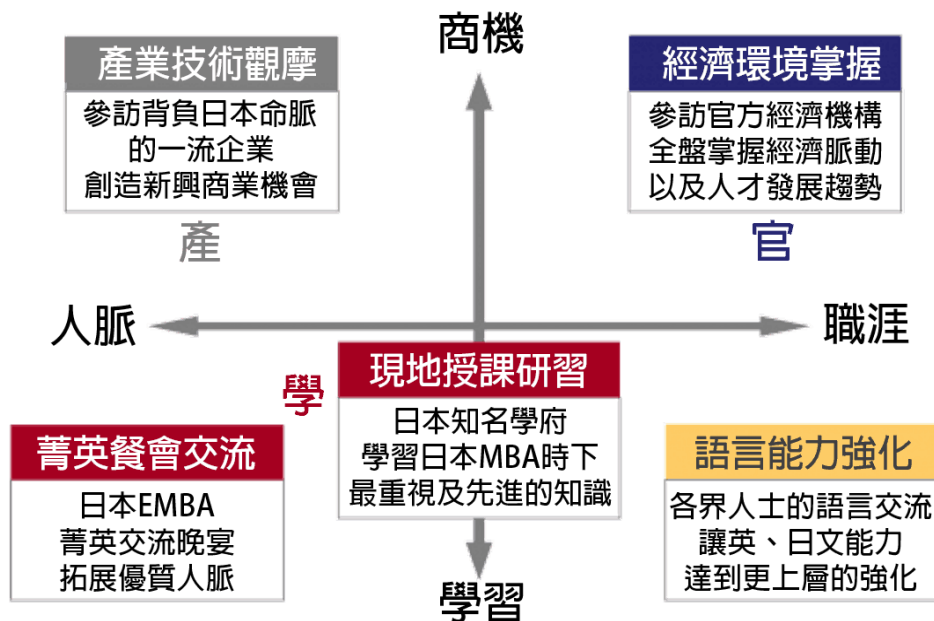 商機
產業技術觀摩
參訪背負日本命脈
的一流企業
創造新興商業機會
產
經濟環境掌握
參訪官方經濟機構
全盤掌握經濟脈動
以及人才發展趨勢
官
人脈
職涯
學
現地授課研習
日本知名學府
學習日本MBA時下
最重視及先進的知識
菁英餐會交流
日本EMBA
菁英交流晚宴
拓展優質人脈
語言能力強化
各界人士的語言交流
讓英、日文能力
達到更上層的強化
學習